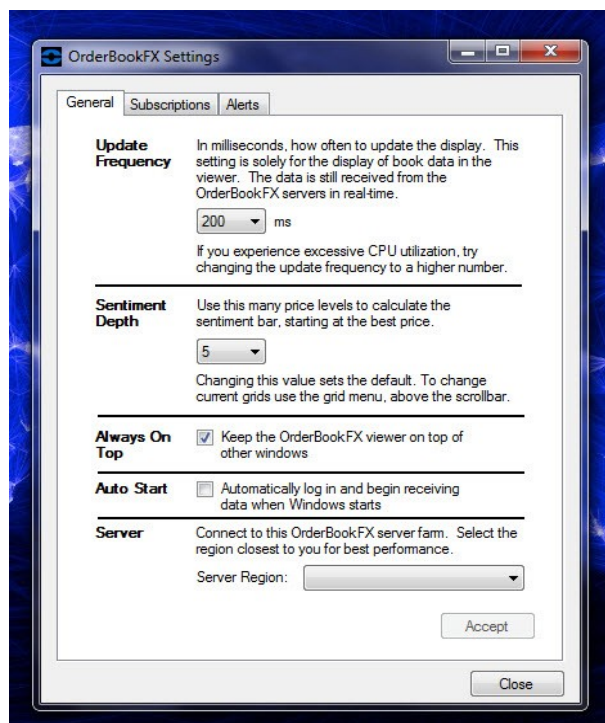 OrderBookFX Settings
General Subscriptions Alerts
Update Frequency
In milliseconds, how often to update the display. This
setting is solely for the display of book data in the
viewer. The data is still received from the
OrderBookFX servers in real-time.
200 ms
If you experience excessive CPU utilization, try
changing the update frequency to a higher number.
Sentiment Depth
Use this many price levels to calculate the
sentiment bar, starting at the best price.
5
Changing this value sets the default. To change
current grids use the grid menu, above the scrollbar.
Always On Top
Keep the OrderBookFX viewer on top of
other windows
Auto Start
Automatically log in and begin receiving
data when Windows starts
Server
Connect to this OrderBookFX server farm. Select the
region closest to you for best performance.
Server Region:
Accept
Close